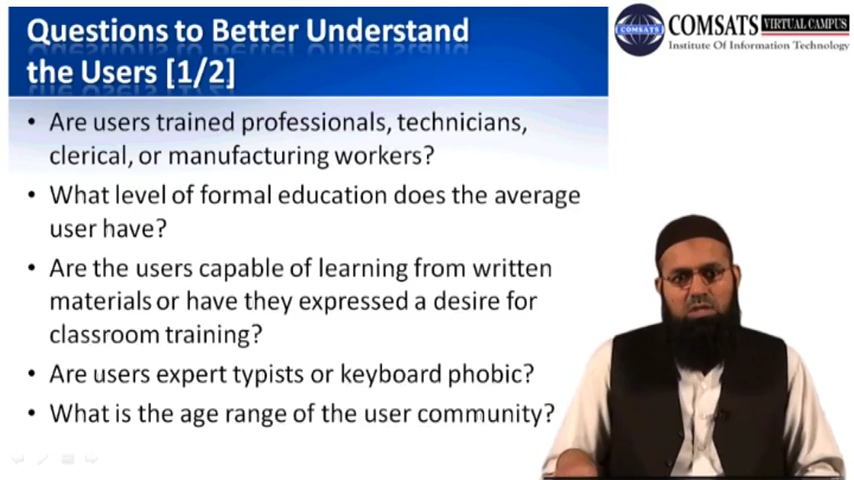 Questions to Better Understand
the Users [1/2]
COMSATS VIRTUAL CAMPUS
COMSATS
Institute Of Information Technology
• Are users trained professionals, technicians,
clerical, or manufacturing workers?
• What level of formal education does the average
user have?
• Are the users capable of learning from written
materials or have they expressed a desire for
classroom training?
• Are users expert typists or keyboard phobic?
• What is the age range of the user community?